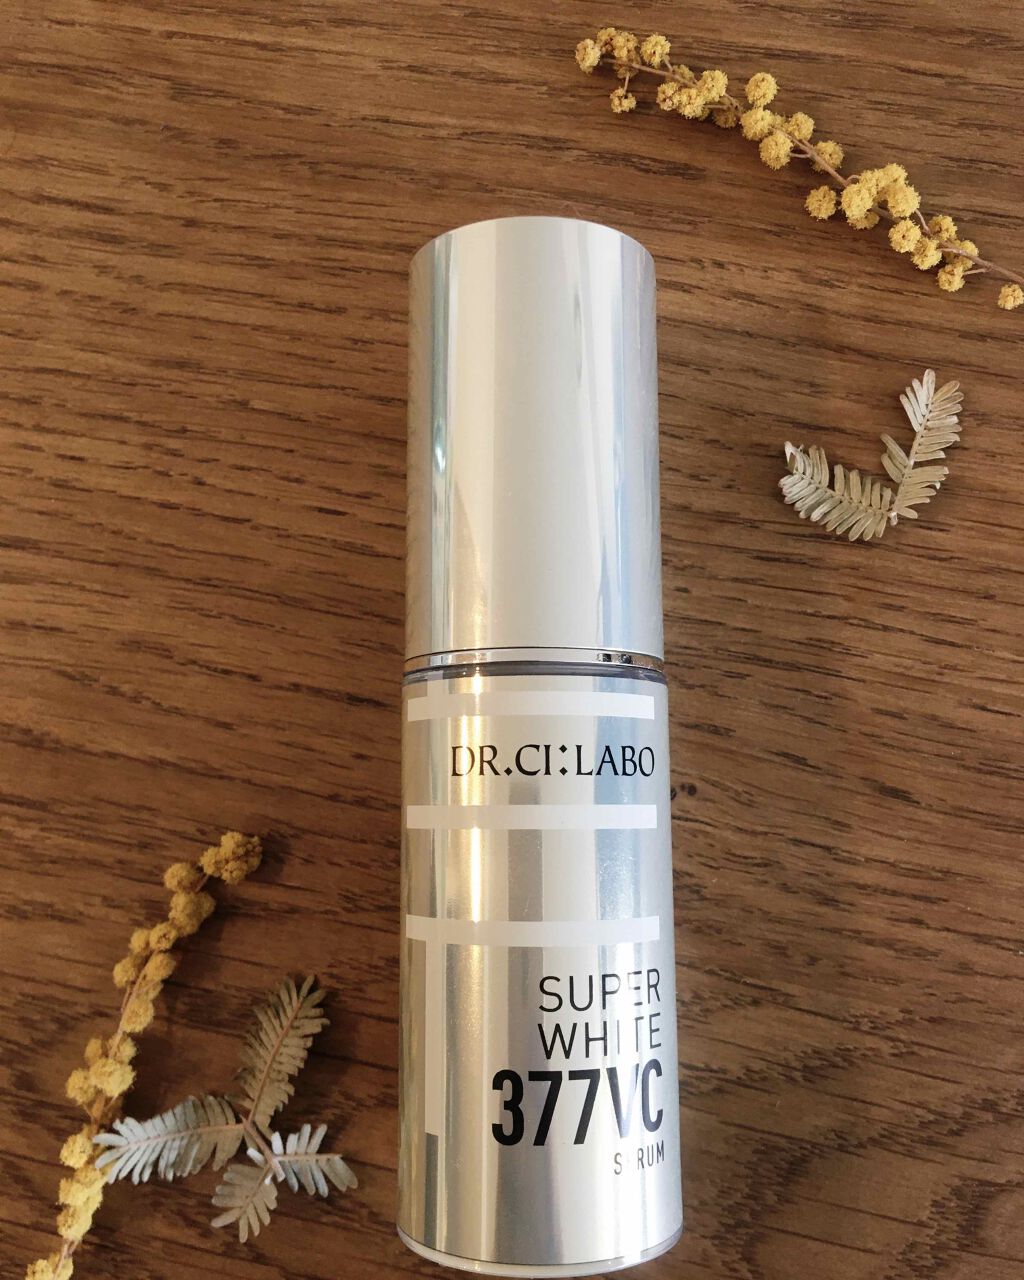 DR.CI:LABO
SUPER
WHITE
377VC
SERUM